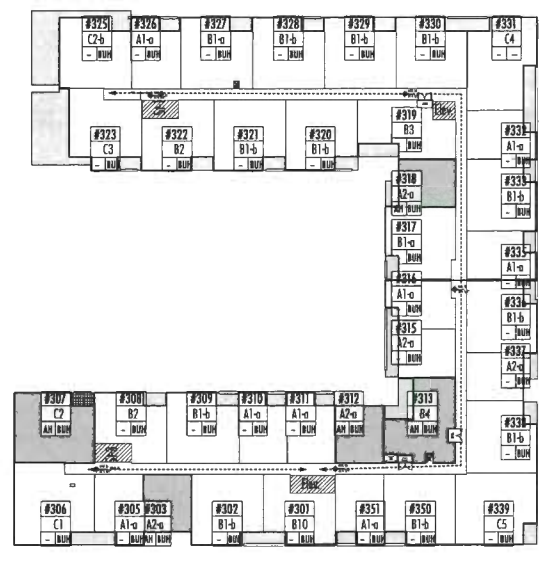 #325 #326 #327 #328 #329 #330 #331
C2-b A1-a B1-a B1-b B1-b B1-b C4
- BUH - BUH - BUH - BUH - BUH - BUH - -
#323 #322 #321 #320 #319
C3 B2 B1-b B1-b B3
- BUH - BUH - BUH - BUH - BUH
Elev.
#332
A1-a
- BUH
#318
A2-a
AH BUH
#333
B1-b
- BUH
#317
B1-a
- BUH
#335
A1-a
- BUH
#316
A1-a
- BUH
#336
B1-b
- BUH
#315
A2-a
- BUH
#337
A2-a
- BUH
#307 #308 #309 #310 #311 #312 #313
C2 B2 B1-b A1-a A1-a A2-a B4
AH BUH - BUH - BUH - BUH - BUH AH BUH AH BUH
#338
B1-b
- BUH
Elev.
#306 #305 #303 #302 #301 #351 #350 #339
C1 A1-a A2-a B1-b B10 A1-a B1-b C5
- BUH - BUH AH BUH - BUH - BUH - BUH - BUH - BUH